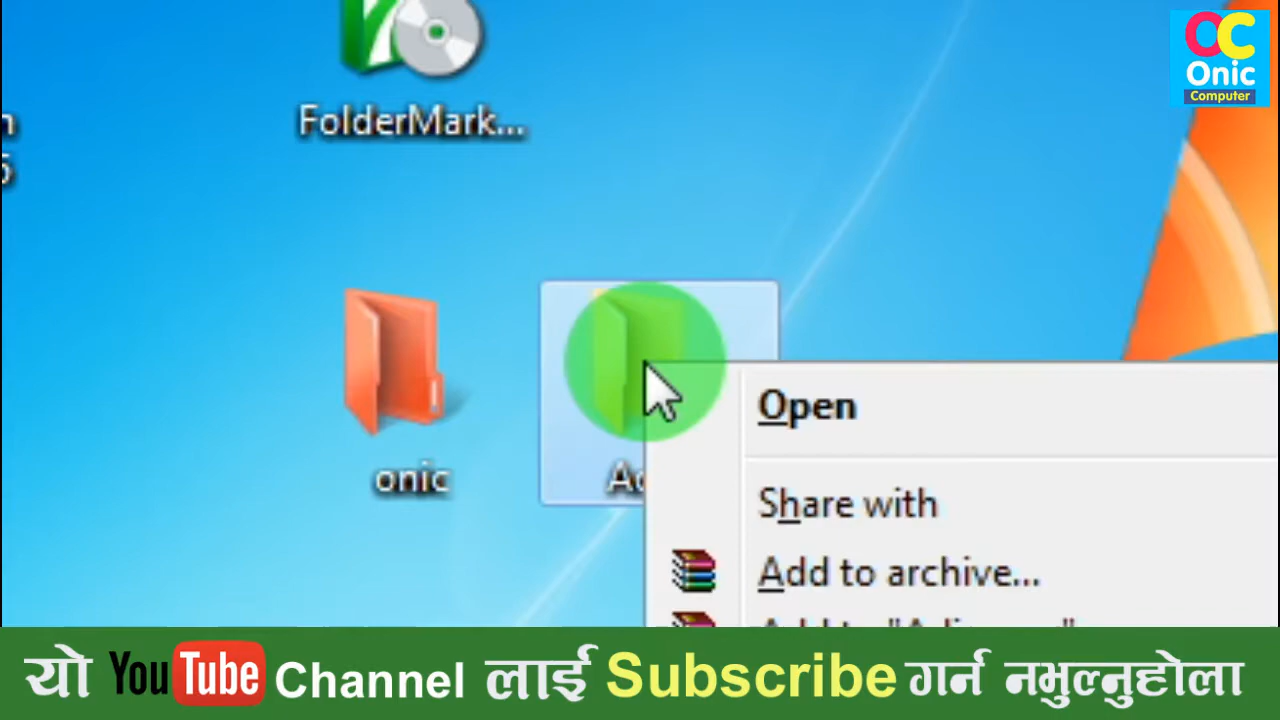 OC
Onic
Computer
FolderMark...
onic
Open
Share with
Add to archive...
यो YouTube Channel लाई Subscribe गर्न नभुल्नुहोला